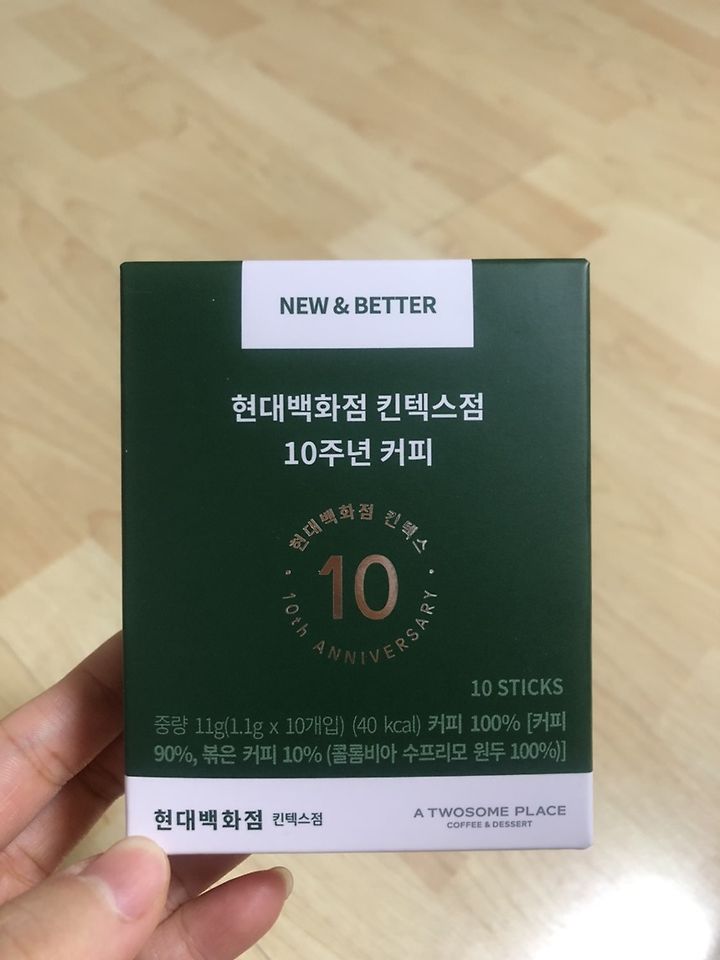 NEW & BETTER
현대백화점 킨텍스점
10주년 커피
현대백화점 킨텍스
10
10th ANNIVERSARY
10 STICKS
중량 11g(1.1g x 10개입) (40 kcal) 커피 100% [커피
90%, 볶은 커피 10% (콜롬비아 수프리모 원두 100%)]
현대백화점 킨텍스점
A TWOSOME PLACE
COFFEE & DESSERT